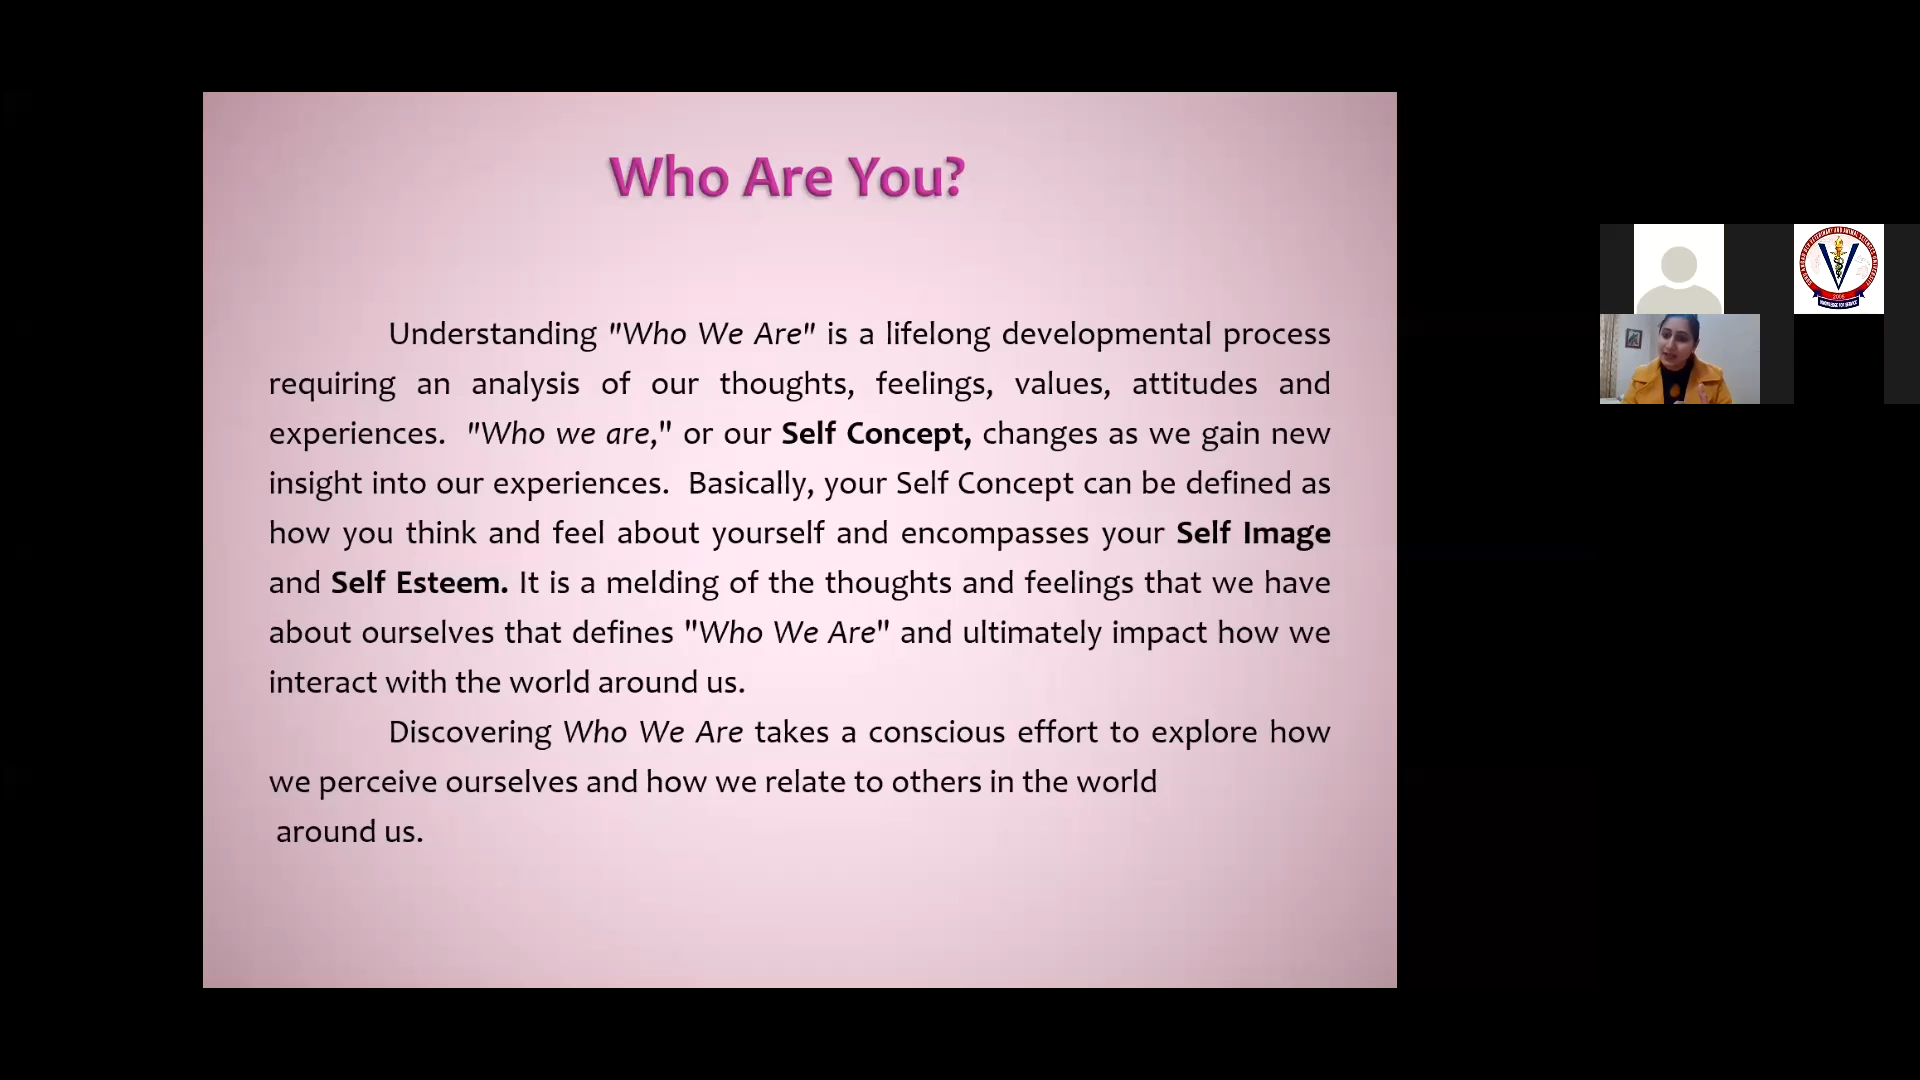 Who Are You?
Understanding "Who We Are" is a lifelong developmental process
requiring an analysis of our thoughts, feelings, values, attitudes and
experiences.  "Who we are," or our Self Concept, changes as we gain new
insight into our experiences.  Basically, your Self Concept can be defined as
how you think and feel about yourself and encompasses your Self Image
and Self Esteem. It is a melding of the thoughts and feelings that we have
about ourselves that defines "Who We Are" and ultimately impact how we
interact with the world around us.
Discovering Who We Are takes a conscious effort to explore how
we perceive ourselves and how we relate to others in the world
around us.